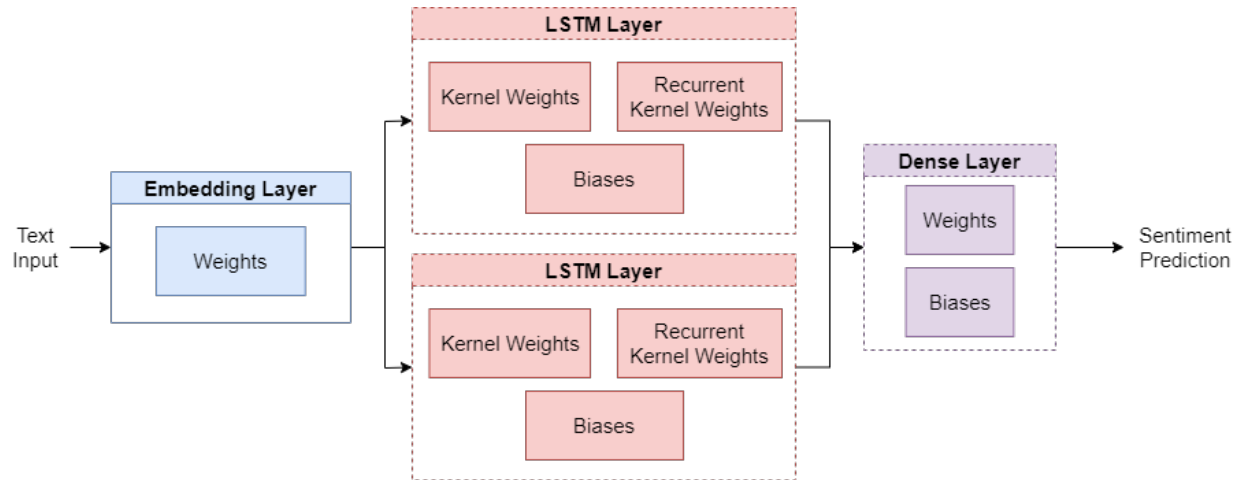 Text
Input
Embedding Layer
Weights
LSTM Layer
Kernel Weights
Recurrent
Kernel Weights
Biases
LSTM Layer
Kernel Weights
Recurrent
Kernel Weights
Biases
Dense Layer
Weights
Biases
Sentiment
Prediction